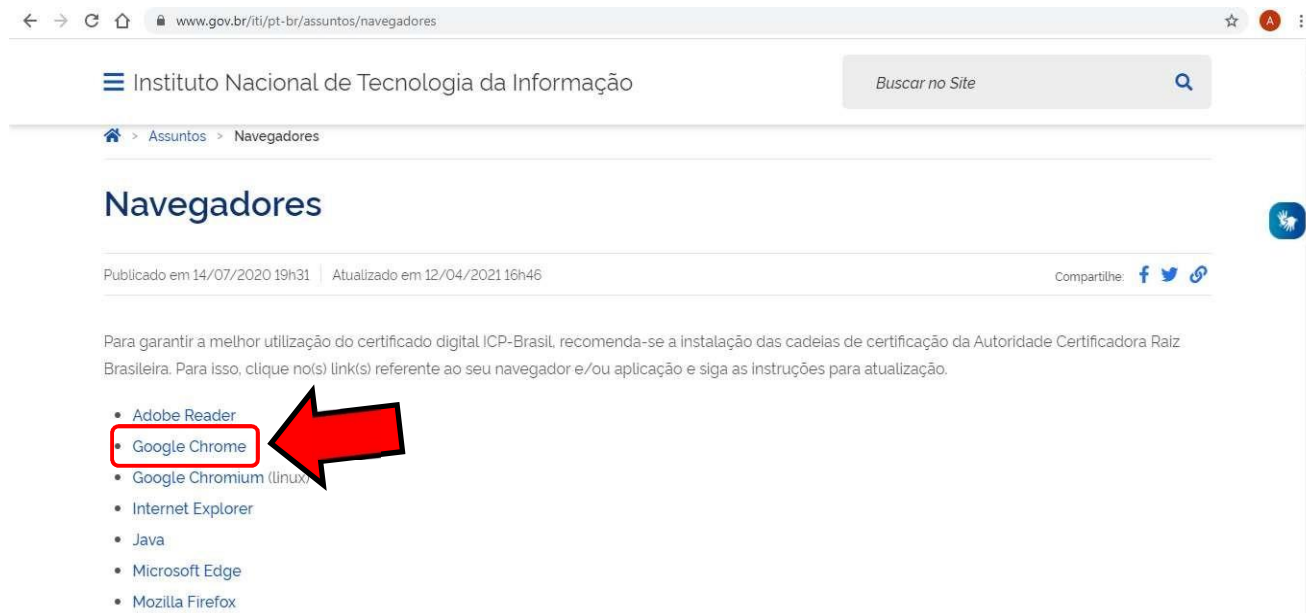 www.gov.br/iti/pt-br/assuntos/navegadores
A
Instituto Nacional de Tecnologia da Informação
Buscar no Site
> Assuntos > Navegadores
Navegadores
Publicado em 14/07/2020 19h31 | Atualizado em 12/04/2021 16h46
Compartilhe:
Para garantir a melhor utilização do certificado digital ICP-Brasil, recomenda-se a instalação das cadeias de certificação da Autoridade Certificadora Raiz
Brasileira. Para isso, clique no(s) link(s) referente ao seu navegador e/ou aplicação e siga as instruções para atualização.
• Adobe Reader
• Google Chrome
• Google Chromium (linux)
• Internet Explorer
• Java
• Microsoft Edge
• Mozilla Firefox